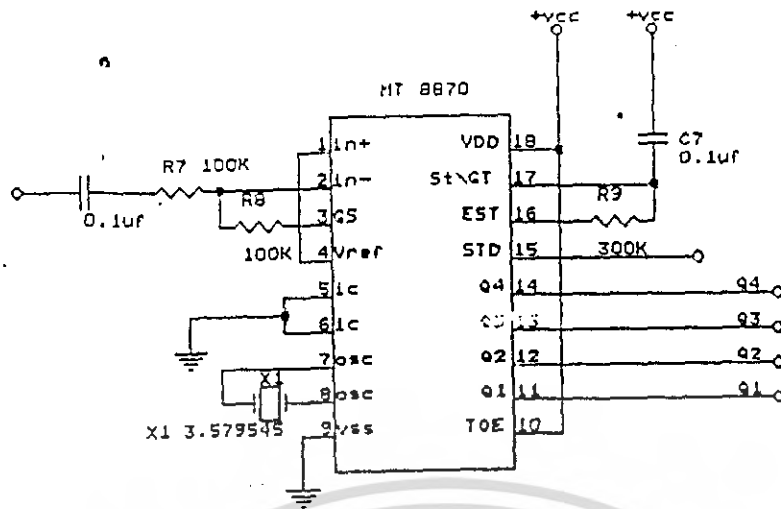 +vcc +vcc
MT 8870
1 in+ VDD 18
C7
0.1uf
R7 100K
2 in- St\GT 17
R8 R9
0.1uf
3 GS EST 16
100K
4 Vref STD 15 300K
5 ic Q4 14 Q4
6 ic Q3
7 osc Q2 12 Q2
X1
8 osc Q1 11 Q1
X1 3.579545
9 Vss TOE 10